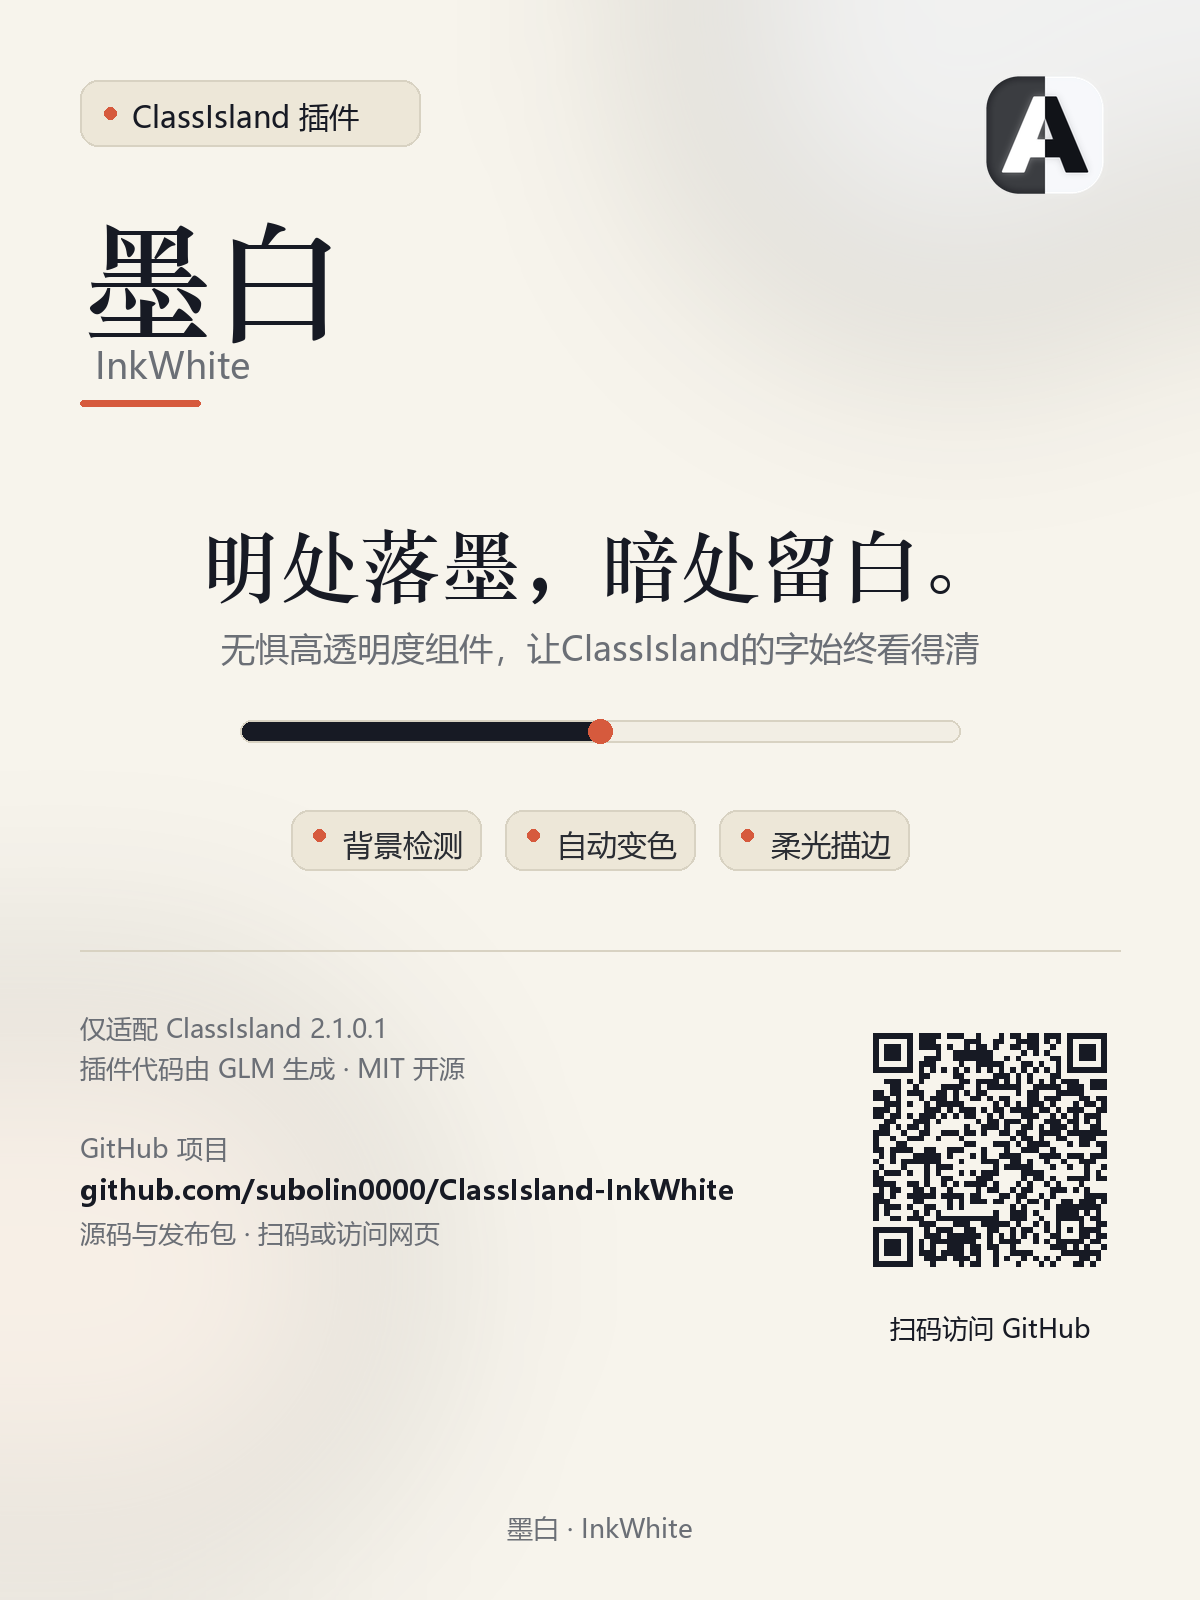 ClassIsland 插件
A
墨白
InkWhite
明处落墨，暗处留白。
无惧高透明度组件，让ClassIsland的字始终看得清
背景检测
自动变色
柔光描边
仅适配 ClassIsland 2.1.0.1
插件代码由 GLM 生成 · MIT 开源
GitHub 项目
github.com/subolin0000/ClassIsland-InkWhite
源码与发布包 · 扫码或访问网页
扫码访问 GitHub
墨白 · InkWhite